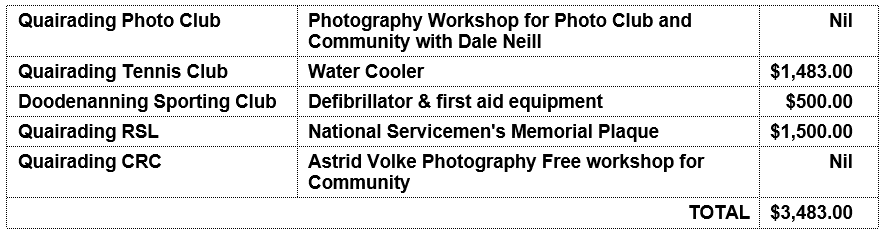 Quairading Photo Club Photography Workshop for Photo Club and Nil
Community with Dale Neill
Quairading Tennis Club Water Cooler $1,483.00
Doodenanning Sporting Club Defibrillator & first aid equipment $500.00
Quairading RSL National Servicemen's Memorial Plaque $1,500.00
Quairading CRC Astrid Volke Photography Free workshop for Nil
Community
TOTAL $3,483.00